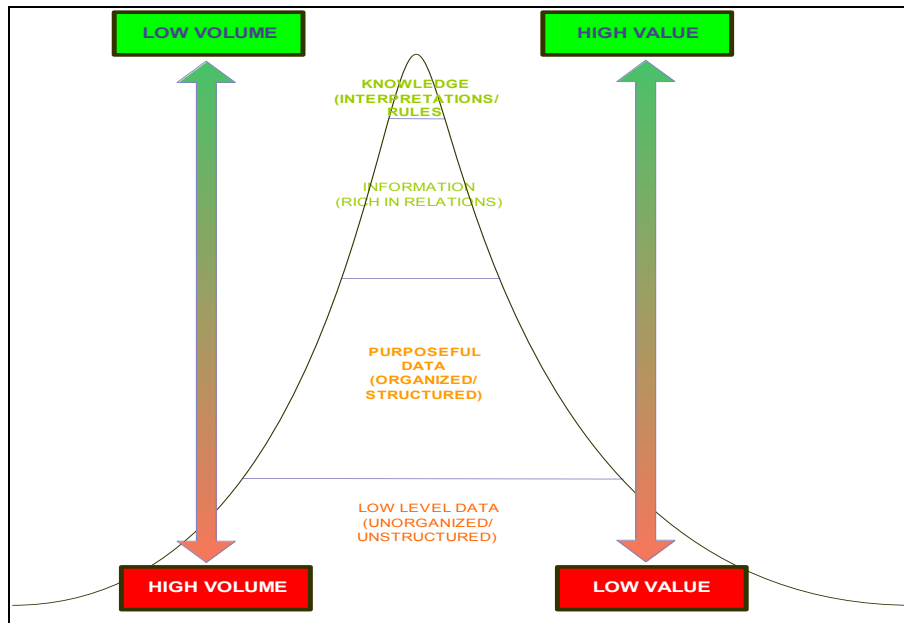 LOW VOLUME
HIGH VALUE
KNOWLEDGE
(INTERPRETATIONS/
RULES
INFORMATION
(RICH IN RELATIONS)
PURPOSEFUL
DATA
(ORGANIZED/
STRUCTURED)
LOW LEVEL DATA
(UNORGANIZED/
UNSTRUCTURED)
HIGH VOLUME
LOW VALUE